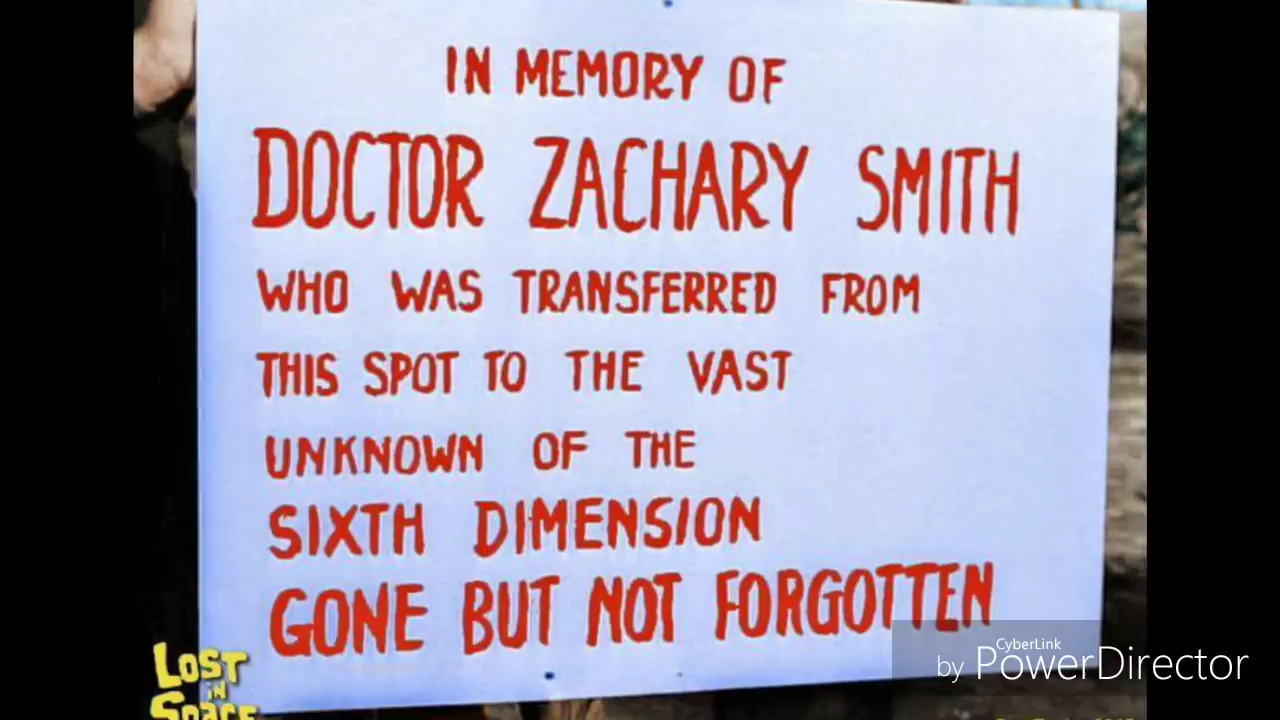 IN MEMORY OF
DOCTOR ZACHARY SMITH
WHO WAS TRANSFERRED FROM
THIS SPOT TO THE VAST
UNKNOWN OF THE
SIXTH DIMENSION
GONE BUT NOT FORGOTTEN
LOST
IN
SPACE
CyberLink
by PowerDirector